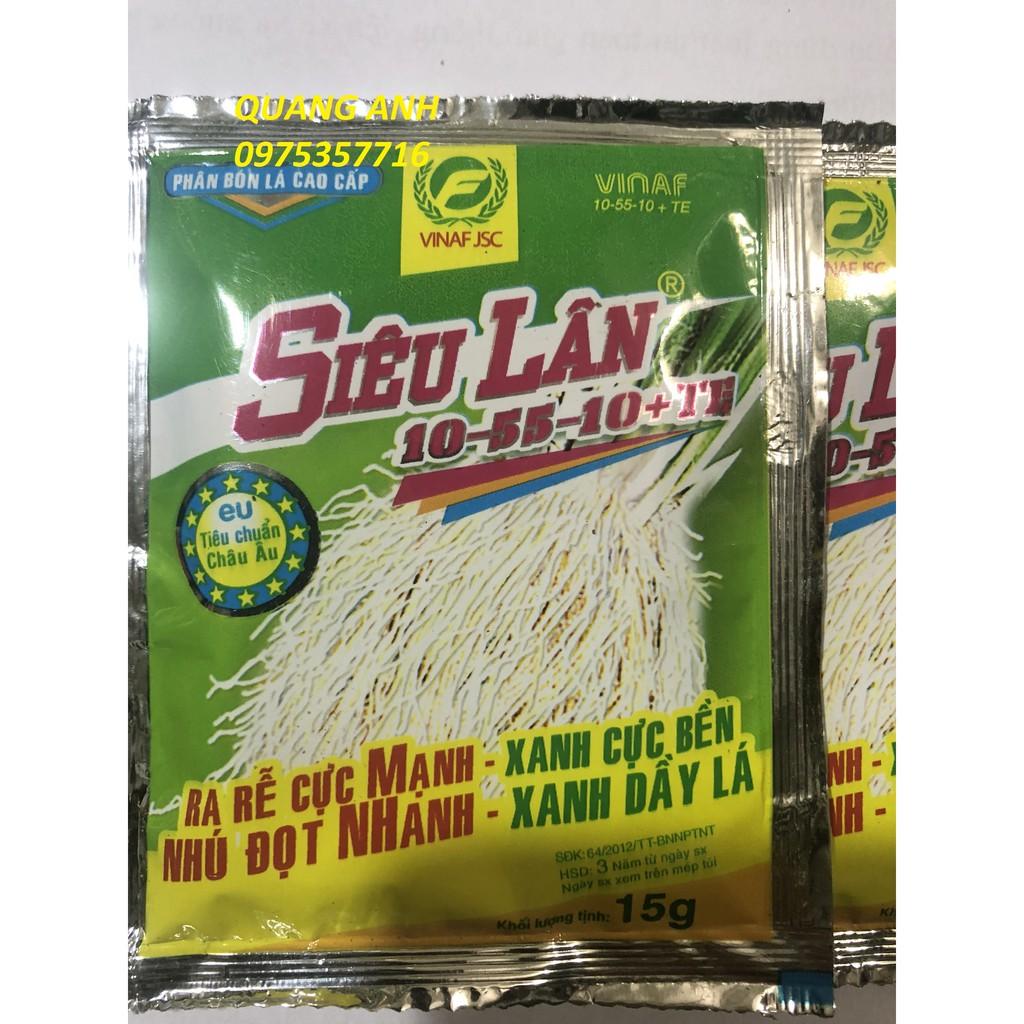 QUANG ANH
0975357716
PHÂN BÓN LÁ CAO CẤP
F
VINAF JSC
VINAF
10-55-10 + TE
SIÊU LÂN ®
10-55-10+TE
eu
Tiêu chuẩn
Châu Âu
RA RỄ CỰC MẠNH - XANH CỰC BỀN
NHÚ ĐỌT NHÁNH - XANH DẦY LÁ
SĐK: 64/2012/TT-BNNPTNT
HSD: 3 Năm từ ngày sx
Ngày sx xem trên mép túi
Khối lượng tịnh: 15g